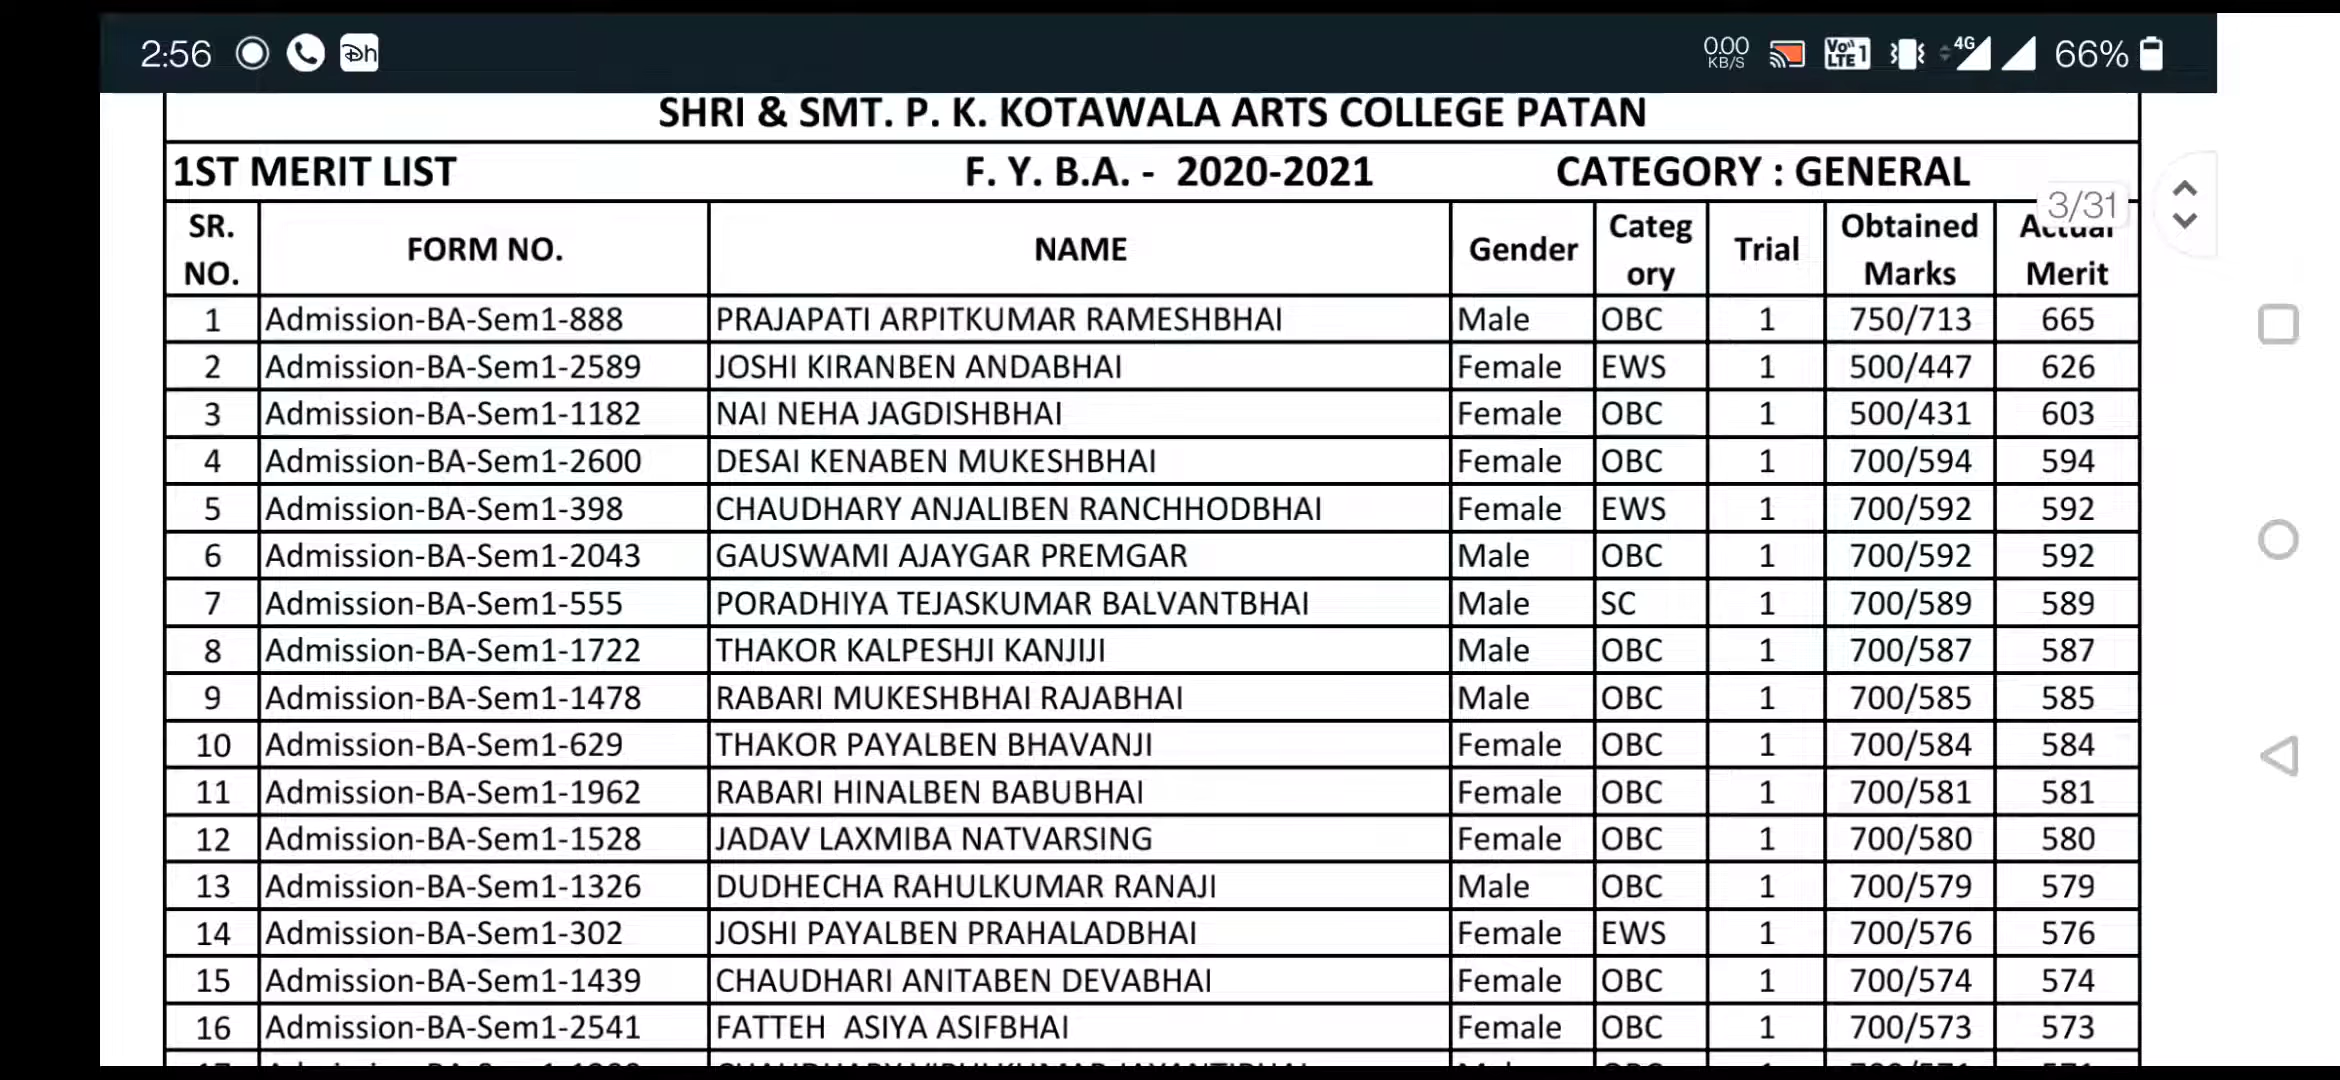 2:56 Dh 0.00 KB/S VoLTE 1 4G 66%
SHRI & SMT. P. K. KOTAWALA ARTS COLLEGE PATAN
1ST MERIT LIST F. Y. B.A. - 2020-2021 CATEGORY : GENERAL
3/31
SR. NO. FORM NO. NAME Gender Category Trial Obtained Marks Actual Merit
1 Admission-BA-Sem1-888 PRAJAPATI ARPITKUMAR RAMESHBHAI Male OBC 1 750/713 665
2 Admission-BA-Sem1-2589 JOSHI KIRANBEN ANDABHAI Female EWS 1 500/447 626
3 Admission-BA-Sem1-1182 NAI NEHA JAGDISHBHAI Female OBC 1 500/431 603
4 Admission-BA-Sem1-2600 DESAI KENABEN MUKESHBHAI Female OBC 1 700/594 594
5 Admission-BA-Sem1-398 CHAUDHARY ANJALIBEN RANCHHODBHAI Female EWS 1 700/592 592
6 Admission-BA-Sem1-2043 GAUSWAMI AJAYGAR PREMGAR Male OBC 1 700/592 592
7 Admission-BA-Sem1-555 PORADHIYA TEJASKUMAR BALVANTBHAI Male SC 1 700/589 589
8 Admission-BA-Sem1-1722 THAKOR KALPESHJI KANJIJI Male OBC 1 700/587 587
9 Admission-BA-Sem1-1478 RABARI MUKESHBHAI RAJABHAI Male OBC 1 700/585 585
10 Admission-BA-Sem1-629 THAKOR PAYALBEN BHAVANJI Female OBC 1 700/584 584
11 Admission-BA-Sem1-1962 RABARI HINALBEN BABUBHAI Female OBC 1 700/581 581
12 Admission-BA-Sem1-1528 JADAV LAXMIBA NATVARSING Female OBC 1 700/580 580
13 Admission-BA-Sem1-1326 DUDHECHA RAHULKUMAR RANAJI Male OBC 1 700/579 579
14 Admission-BA-Sem1-302 JOSHI PAYALBEN PRAHALADBHAI Female EWS 1 700/576 576
15 Admission-BA-Sem1-1439 CHAUDHARI ANITABEN DEVABHAI Female OBC 1 700/574 574
16 Admission-BA-Sem1-2541 FATTEH ASIYA ASIFBHAI Female OBC 1 700/573 573